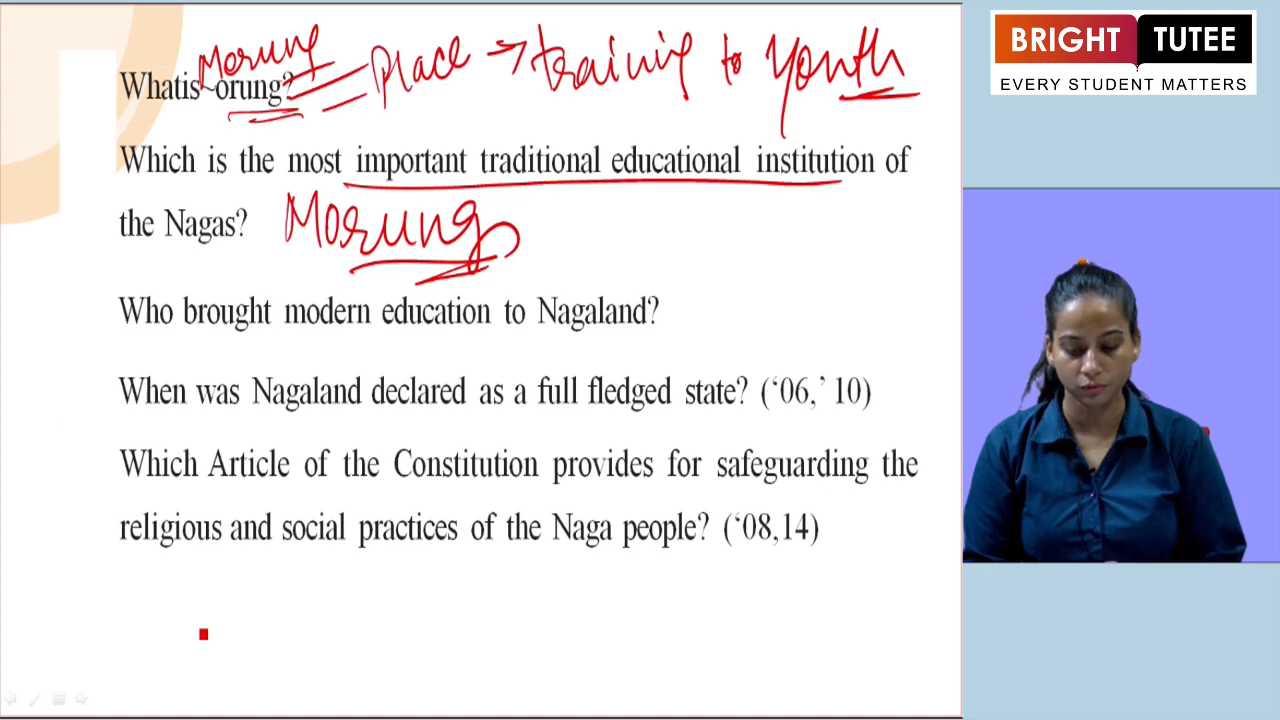 Morung
Whatis orung? = Place → training to Youth
Which is the most important traditional educational institution of
the Nagas? Morung
Who brought modern education to Nagaland?
When was Nagaland declared as a full fledged state? (‘06,’ 10)
Which Article of the Constitution provides for safeguarding the
religious and social practices of the Naga people? (‘08,14)
BRIGHT TUTEE
EVERY STUDENT MATTERS